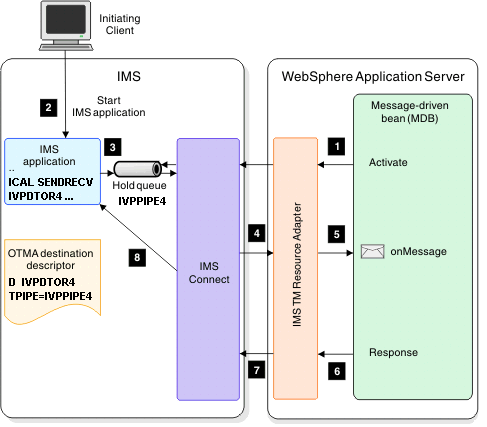 Initiating
Client
IMS
WebSphere Application Server
2
Start
IMS application
Message-driven
bean (MDB)
IMS
application
..
ICAL SENDRECV
IVPDTOR4 ...
3
Hold queue
IVPPIPE4
1
Activate
4
5
onMessage
IMS
Connect
IMS TM Resource Adapter
8
OTMA destination
descriptor
D IVPDTOR4
TPIPE=IVPPIPE4
Response
7
6